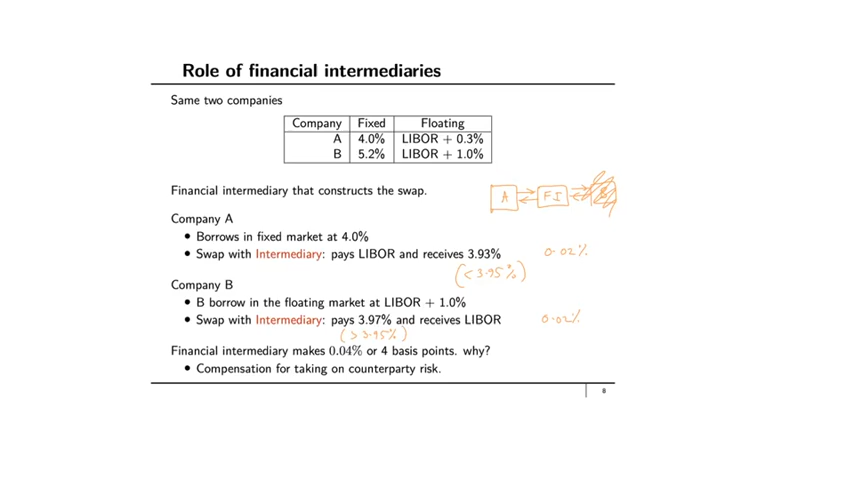 Role of financial intermediaries
Same two companies
Company Fixed Floating
A 4.0% LIBOR + 0.3%
B 5.2% LIBOR + 1.0%
Financial intermediary that constructs the swap.
A FI
Company A
• Borrows in fixed market at 4.0%
• Swap with Intermediary: pays LIBOR and receives 3.93% 0.02%
(< 3.95%)
Company B
• B borrow in the floating market at LIBOR + 1.0%
• Swap with Intermediary: pays 3.97% and receives LIBOR 0.02%
(> 3.95%)
Financial intermediary makes 0.04% or 4 basis points. why?
• Compensation for taking on counterparty risk.
8